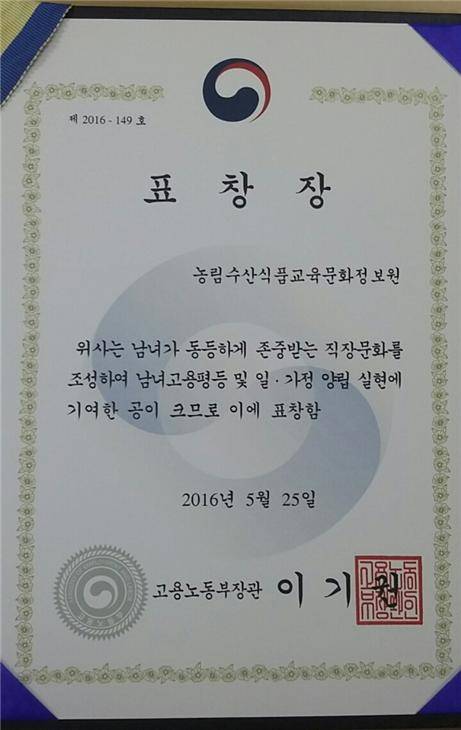 제 2016 - 149 호
표 창 장
농림수산식품교육문화정보원
위사는 남녀가 동등하게 존중받는 직장문화를
조성하여 남녀고용평등 및 일·가정 양립 실현에
기여한 공이 크므로 이에 표창함
2016년 5월 25일
고용노동부장관 이 기 권